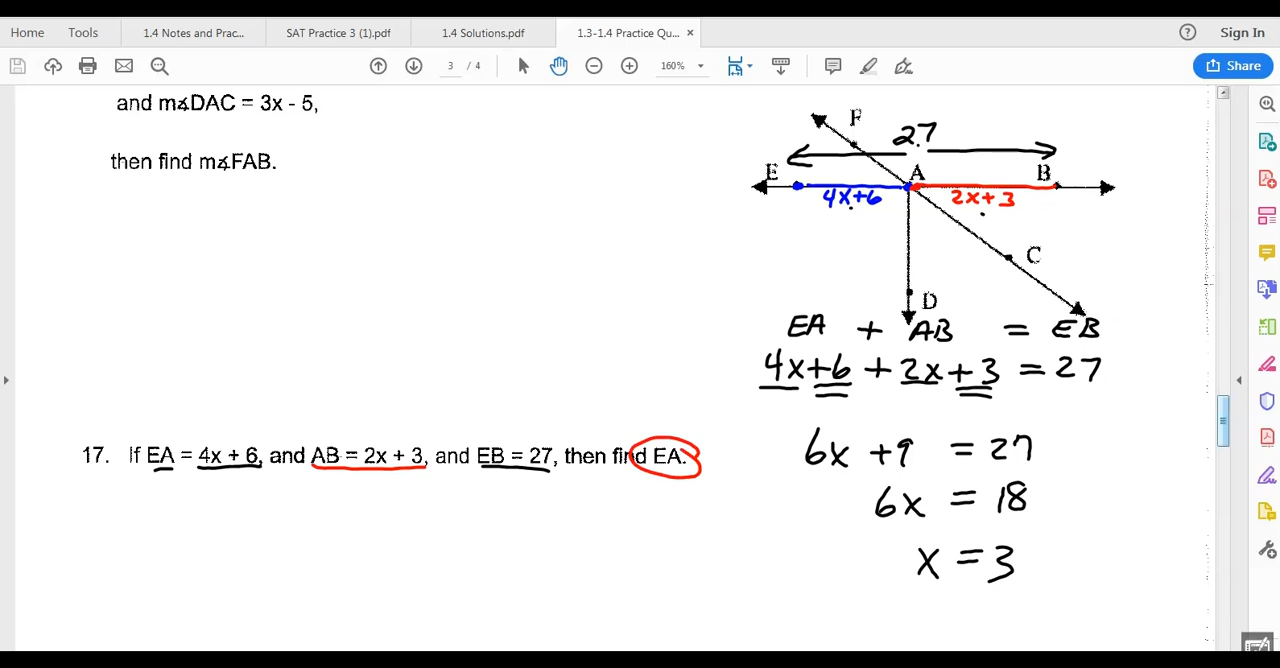 Home Tools 1.4 Notes and Prac... SAT Practice 3 (1).pdf 1.4 Solutions.pdf 1.3-1.4 Practice Qu... × ? Sign In
3 / 4 160% Share
and m∡DAC = 3x - 5,
then find m∡FAB.
F
27
E A B
4x+6 2x+3
C
D
EA + AB = EB
4x+6 + 2x+3 = 27
17. If EA = 4x + 6, and AB = 2x + 3, and EB = 27, then find EA.
6x +9 = 27
6x = 18
x = 3